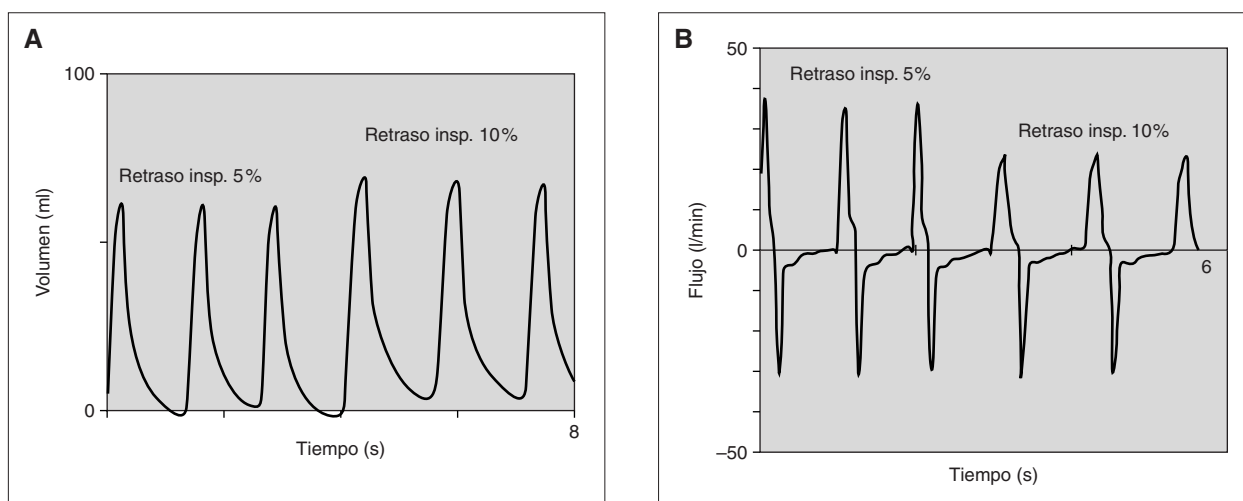 A
100
Retraso insp. 10%
Retraso insp. 5%
Volumen (ml)
0
8
Tiempo (s)
B
50
Retraso insp. 5%
Retraso insp. 10%
Flujo (l/min)
0
6
–50
Tiempo (s)